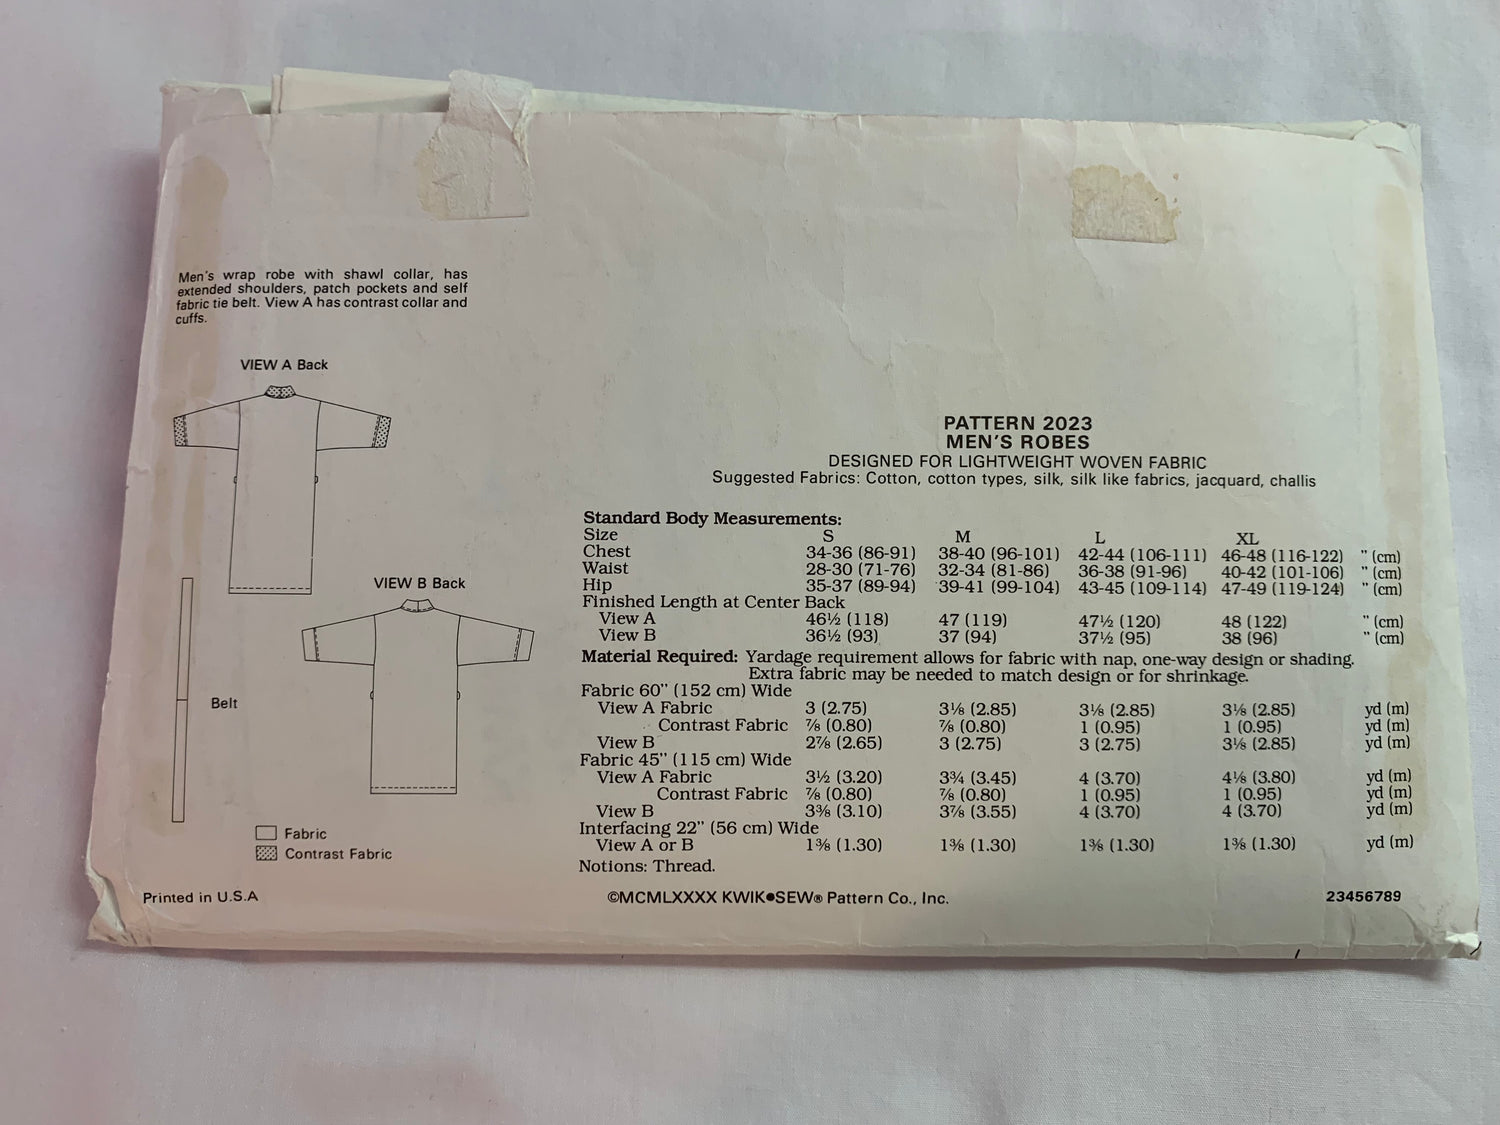 Men's wrap robe with shawl collar, has
extended shoulders, patch pockets and self
fabric tie belt. View A has contrast collar and
cuffs.
VIEW A Back
VIEW B Back
Belt
Fabric
Contrast Fabric
PATTERN 2023
MEN'S ROBES
DESIGNED FOR LIGHTWEIGHT WOVEN FABRIC
Suggested Fabrics: Cotton, cotton types, silk, silk like fabrics, jacquard, challis
Standard Body Measurements:
Size S M L XL
Chest 34-36 (86-91) 38-40 (96-101) 42-44 (106-111) 46-48 (116-122) " (cm)
Waist 28-30 (71-76) 32-34 (81-86) 36-38 (91-96) 40-42 (101-106) " (cm)
Hip 35-37 (89-94) 39-41 (99-104) 43-45 (109-114) 47-49 (119-124) " (cm)
Finished Length at Center Back
View A 46½ (118) 47 (119) 47½ (120) 48 (122) " (cm)
View B 36½ (93) 37 (94) 37½ (95) 38 (96) " (cm)
Material Required: Yardage requirement allows for fabric with nap, one-way design or shading.
Extra fabric may be needed to match design or for shrinkage.
Fabric 60" (152 cm) Wide
View A Fabric 3 (2.75) 3⅛ (2.85) 3⅛ (2.85) 3⅛ (2.85) yd (m)
Contrast Fabric ⅞ (0.80) ⅞ (0.80) 1 (0.95) 1 (0.95) yd (m)
View B 2⅞ (2.65) 3 (2.75) 3 (2.75) 3⅛ (2.85) yd (m)
Fabric 45" (115 cm) Wide
View A Fabric 3½ (3.20) 3¾ (3.45) 4 (3.70) 4⅛ (3.80) yd (m)
Contrast Fabric ⅞ (0.80) ⅞ (0.80) 1 (0.95) 1 (0.95) yd (m)
View B 3⅜ (3.10) 3⅞ (3.55) 4 (3.70) 4 (3.70) yd (m)
Interfacing 22" (56 cm) Wide
View A or B 1⅜ (1.30) 1⅜ (1.30) 1⅜ (1.30) 1⅜ (1.30) yd (m)
Notions: Thread.
Printed in U.S.A
©MCMLXXXX KWIK•SEW® Pattern Co., Inc.
23456789